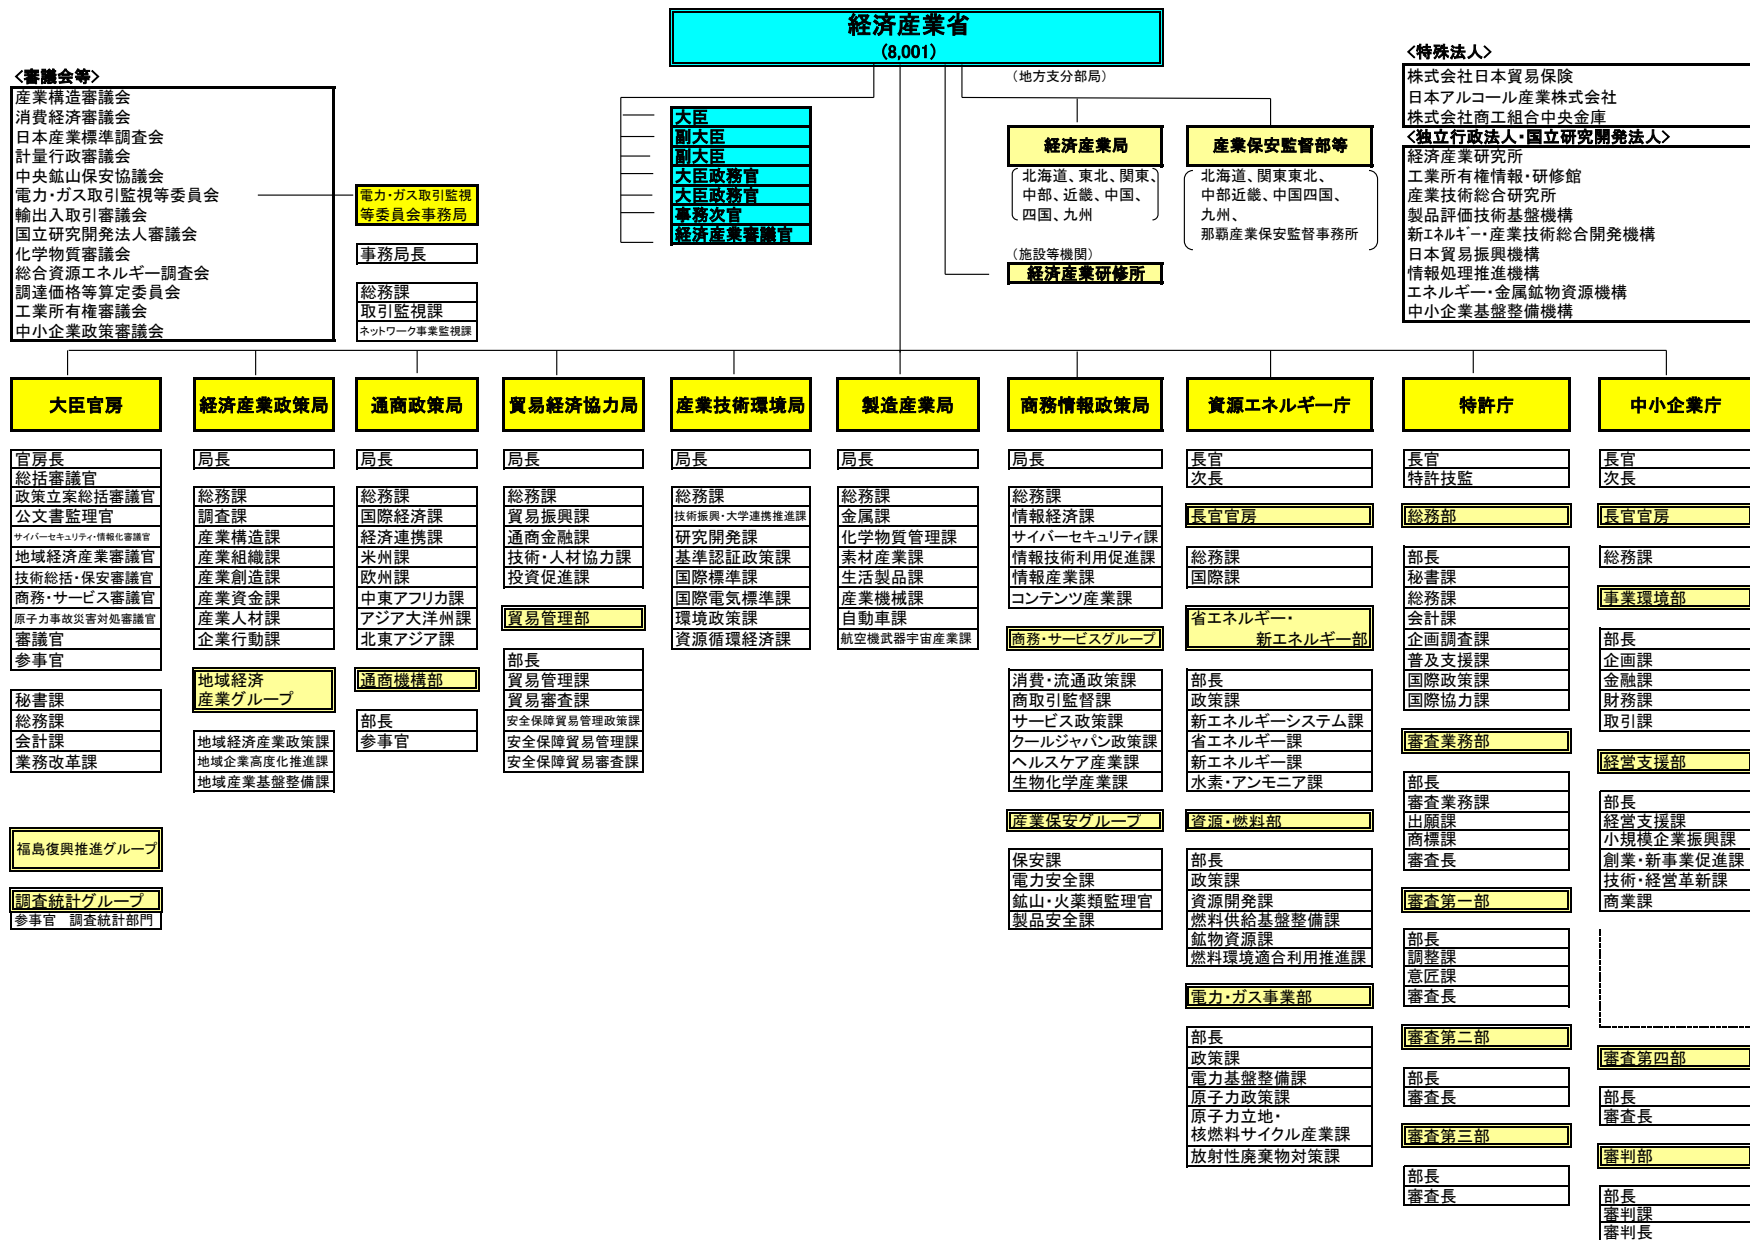 経済産業省
(8,001)
<審議会等>
産業構造審議会
消費経済審議会
日本産業標準調査会
計量行政審議会
中央鉱山保安協議会
電力・ガス取引監視等委員会
輸出入取引審議会
国立研究開発法人審議会
化学物質審議会
総合資源エネルギー調査会
調達価格等算定委員会
工業所有権審議会
中小企業政策審議会
電力・ガス取引監視
等委員会事務局
事務局長
総務課
取引監視課
ネットワーク事業監視課
大臣
副大臣
副大臣
大臣政務官
大臣政務官
事務次官
経済産業審議官
(地方支分部局)
経済産業局
北海道、東北、関東、
中部、近畿、中国、
四国、九州
産業保安監督部等
北海道、関東東北、
中部近畿、中国四国、
九州、
那覇産業保安監督事務所
(施設等機関)
経済産業研修所
<特殊法人>
株式会社日本貿易保険
日本アルコール産業株式会社
株式会社商工組合中央金庫
<独立行政法人・国立研究開発法人>
経済産業研究所
工業所有権情報・研修館
産業技術総合研究所
製品評価技術基盤機構
新エネルギー・産業技術総合開発機構
日本貿易振興機構
情報処理推進機構
エネルギー・金属鉱物資源機構
中小企業基盤整備機構
大臣官房
官房長
総括審議官
政策立案総括審議官
公文書監理官
サイバーセキュリティ・情報化審議官
地域経済産業審議官
技術総括・保安審議官
商務・サービス審議官
原子力事故災害対処審議官
審議官
参事官
秘書課
総務課
会計課
業務改革課
福島復興推進グループ
調査統計グループ
参事官 調査統計部門
経済産業政策局
局長
総務課
調査課
産業構造課
産業組織課
産業創造課
産業資金課
産業人材課
企業行動課
地域経済
産業グループ
地域経済産業政策課
地域企業高度化推進課
地域産業基盤整備課
通商政策局
局長
総務課
国際経済課
経済連携課
米州課
欧州課
中東アフリカ課
アジア大洋州課
北東アジア課
通商機構部
部長
参事官
貿易経済協力局
局長
総務課
貿易振興課
通商金融課
技術・人材協力課
投資促進課
貿易管理部
部長
貿易管理課
貿易審査課
安全保障貿易管理政策課
安全保障貿易管理課
安全保障貿易審査課
産業技術環境局
局長
総務課
技術振興・大学連携推進課
研究開発課
基準認証政策課
国際標準課
国際電気標準課
環境政策課
資源循環経済課
製造産業局
局長
総務課
金属課
化学物質管理課
素材産業課
生活製品課
産業機械課
自動車課
航空機武器宇宙産業課
商務情報政策局
局長
総務課
情報経済課
サイバーセキュリティ課
情報技術利用促進課
情報産業課
コンテンツ産業課
商務・サービスグループ
消費・流通政策課
商取引監督課
サービス政策課
クールジャパン政策課
ヘルスケア産業課
生物化学産業課
産業保安グループ
保安課
電力安全課
鉱山・火薬類監理官
製品安全課
資源エネルギー庁
長官
次長
長官官房
総務課
国際課
省エネルギー・
新エネルギー部
部長
政策課
新エネルギーシステム課
省エネルギー課
新エネルギー課
水素・アンモニア課
資源・燃料部
部長
政策課
資源開発課
燃料供給基盤整備課
鉱物資源課
燃料環境適合利用推進課
電力・ガス事業部
部長
政策課
電力基盤整備課
原子力政策課
原子力立地・
核燃料サイクル産業課
放射性廃棄物対策課
特許庁
長官
特許技監
総務部
部長
秘書課
総務課
会計課
企画調査課
普及支援課
国際政策課
国際協力課
審査業務部
部長
審査業務課
出願課
商標課
審査長
審査第一部
部長
調整課
意匠課
審査長
審査第二部
部長
審査長
審査第三部
部長
審査長
中小企業庁
長官
次長
長官官房
総務課
事業環境部
部長
企画課
金融課
財務課
取引課
経営支援部
部長
経営支援課
小規模企業振興課
創業・新事業促進課
技術・経営革新課
商業課
審査第四部
部長
審査長
審判部
部長
審判課
審判長